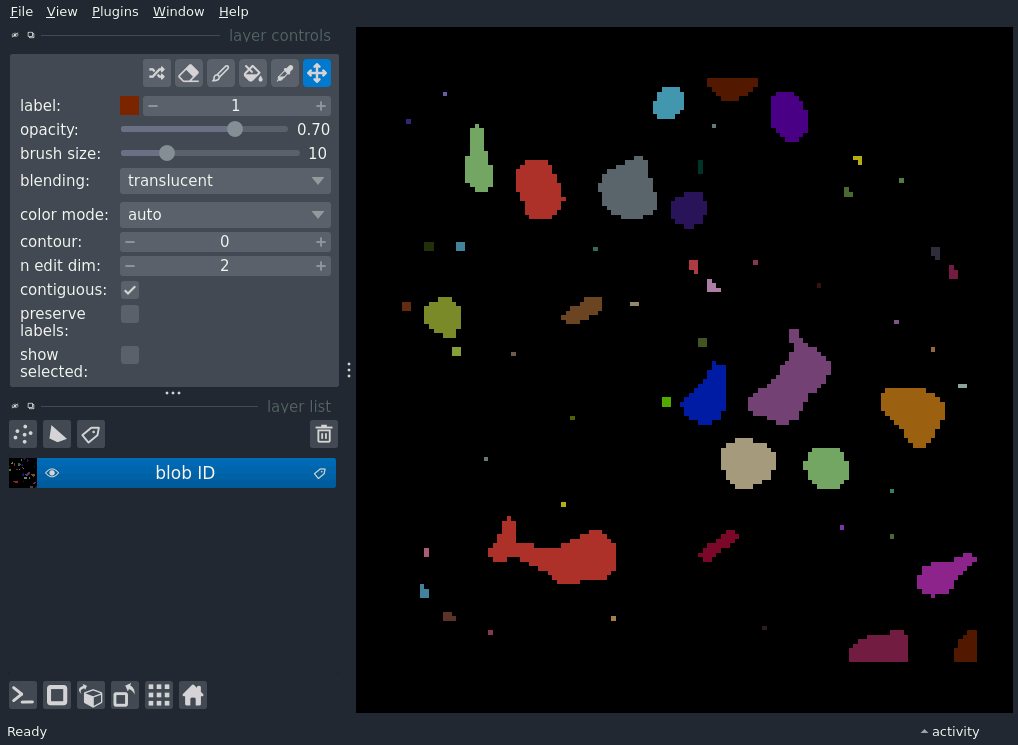 File View Plugins Window Help
layer controls
label: 1
opacity: 0.70
brush size: 10
blending: translucent
color mode: auto
contour: 0
n edit dim: 2
contiguous:
preserve
labels:
show
selected:
layer list
blob ID
Ready
activity